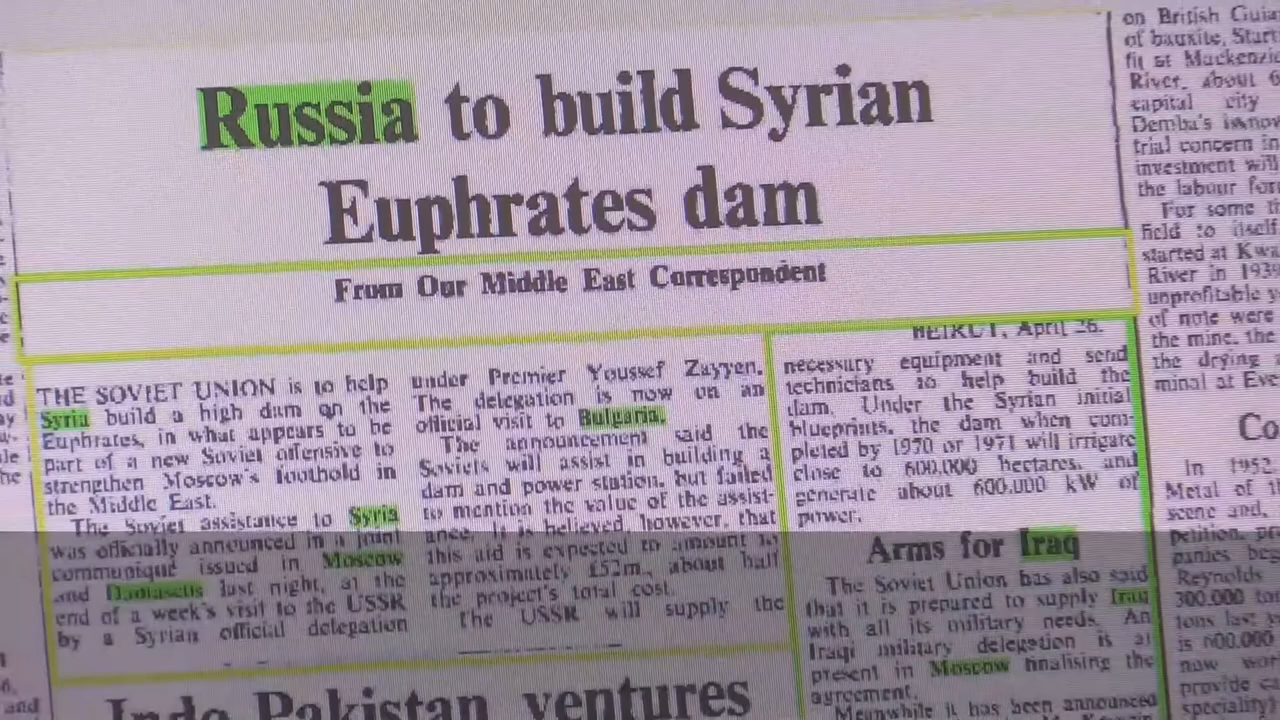 Russia to build Syrian
Euphrates dam
From Our Middle East Correspondent
BEIRUT, April 26.
THE SOVIET UNION is to help
Syria build a high dam on the
Euphrates, in what appears to be
part of a new Soviet offensive to
strengthen Moscow's foothold in
the Middle East.
The Soviet assistance to Syria
was officially announced in a joint
communique issued in Moscow
and Damascus last night, at the
end of a week's visit to the USSR
by a Syrian official delegation
under Premier Youssef Zayyen.
The delegation is now on an
official visit to Bulgaria.
The announcement said the
Soviets will assist in building a
dam and power station, but failed
to mention the value of the assist-
ance. It is believed, however, that
this aid is expected to amount to
approximately £52m., about half
the project's total cost.
The USSR will supply the
necessary equipment and send
technicians to help build the
dam. Under the Syrian initial
blueprints, the dam when com-
pleted by 1970 or 1971 will irrigate
close to 600,000 hectares, and
generate about 600,000 kW of
power.
Arms for Iraq
The Soviet Union has also said
that it is prepared to supply Iraq
with all its military needs. An
Iraqi military delegation is at
present in Moscow finalising the
agreement.
Meanwhile it has been announced
Indo Pakistan ventures
on British
of bauxite.
fit at
River, about
capital city
Demba's
trial concern in
investment will
the labour
For some
field to itself.
started at
River in
unprofitable
of note were
the mine, the
the drying
minal at
Co
In 1952
Metal of
scene and,
petition,
panies
Reynolds
300,000
tons last
is 600,000
now
provide